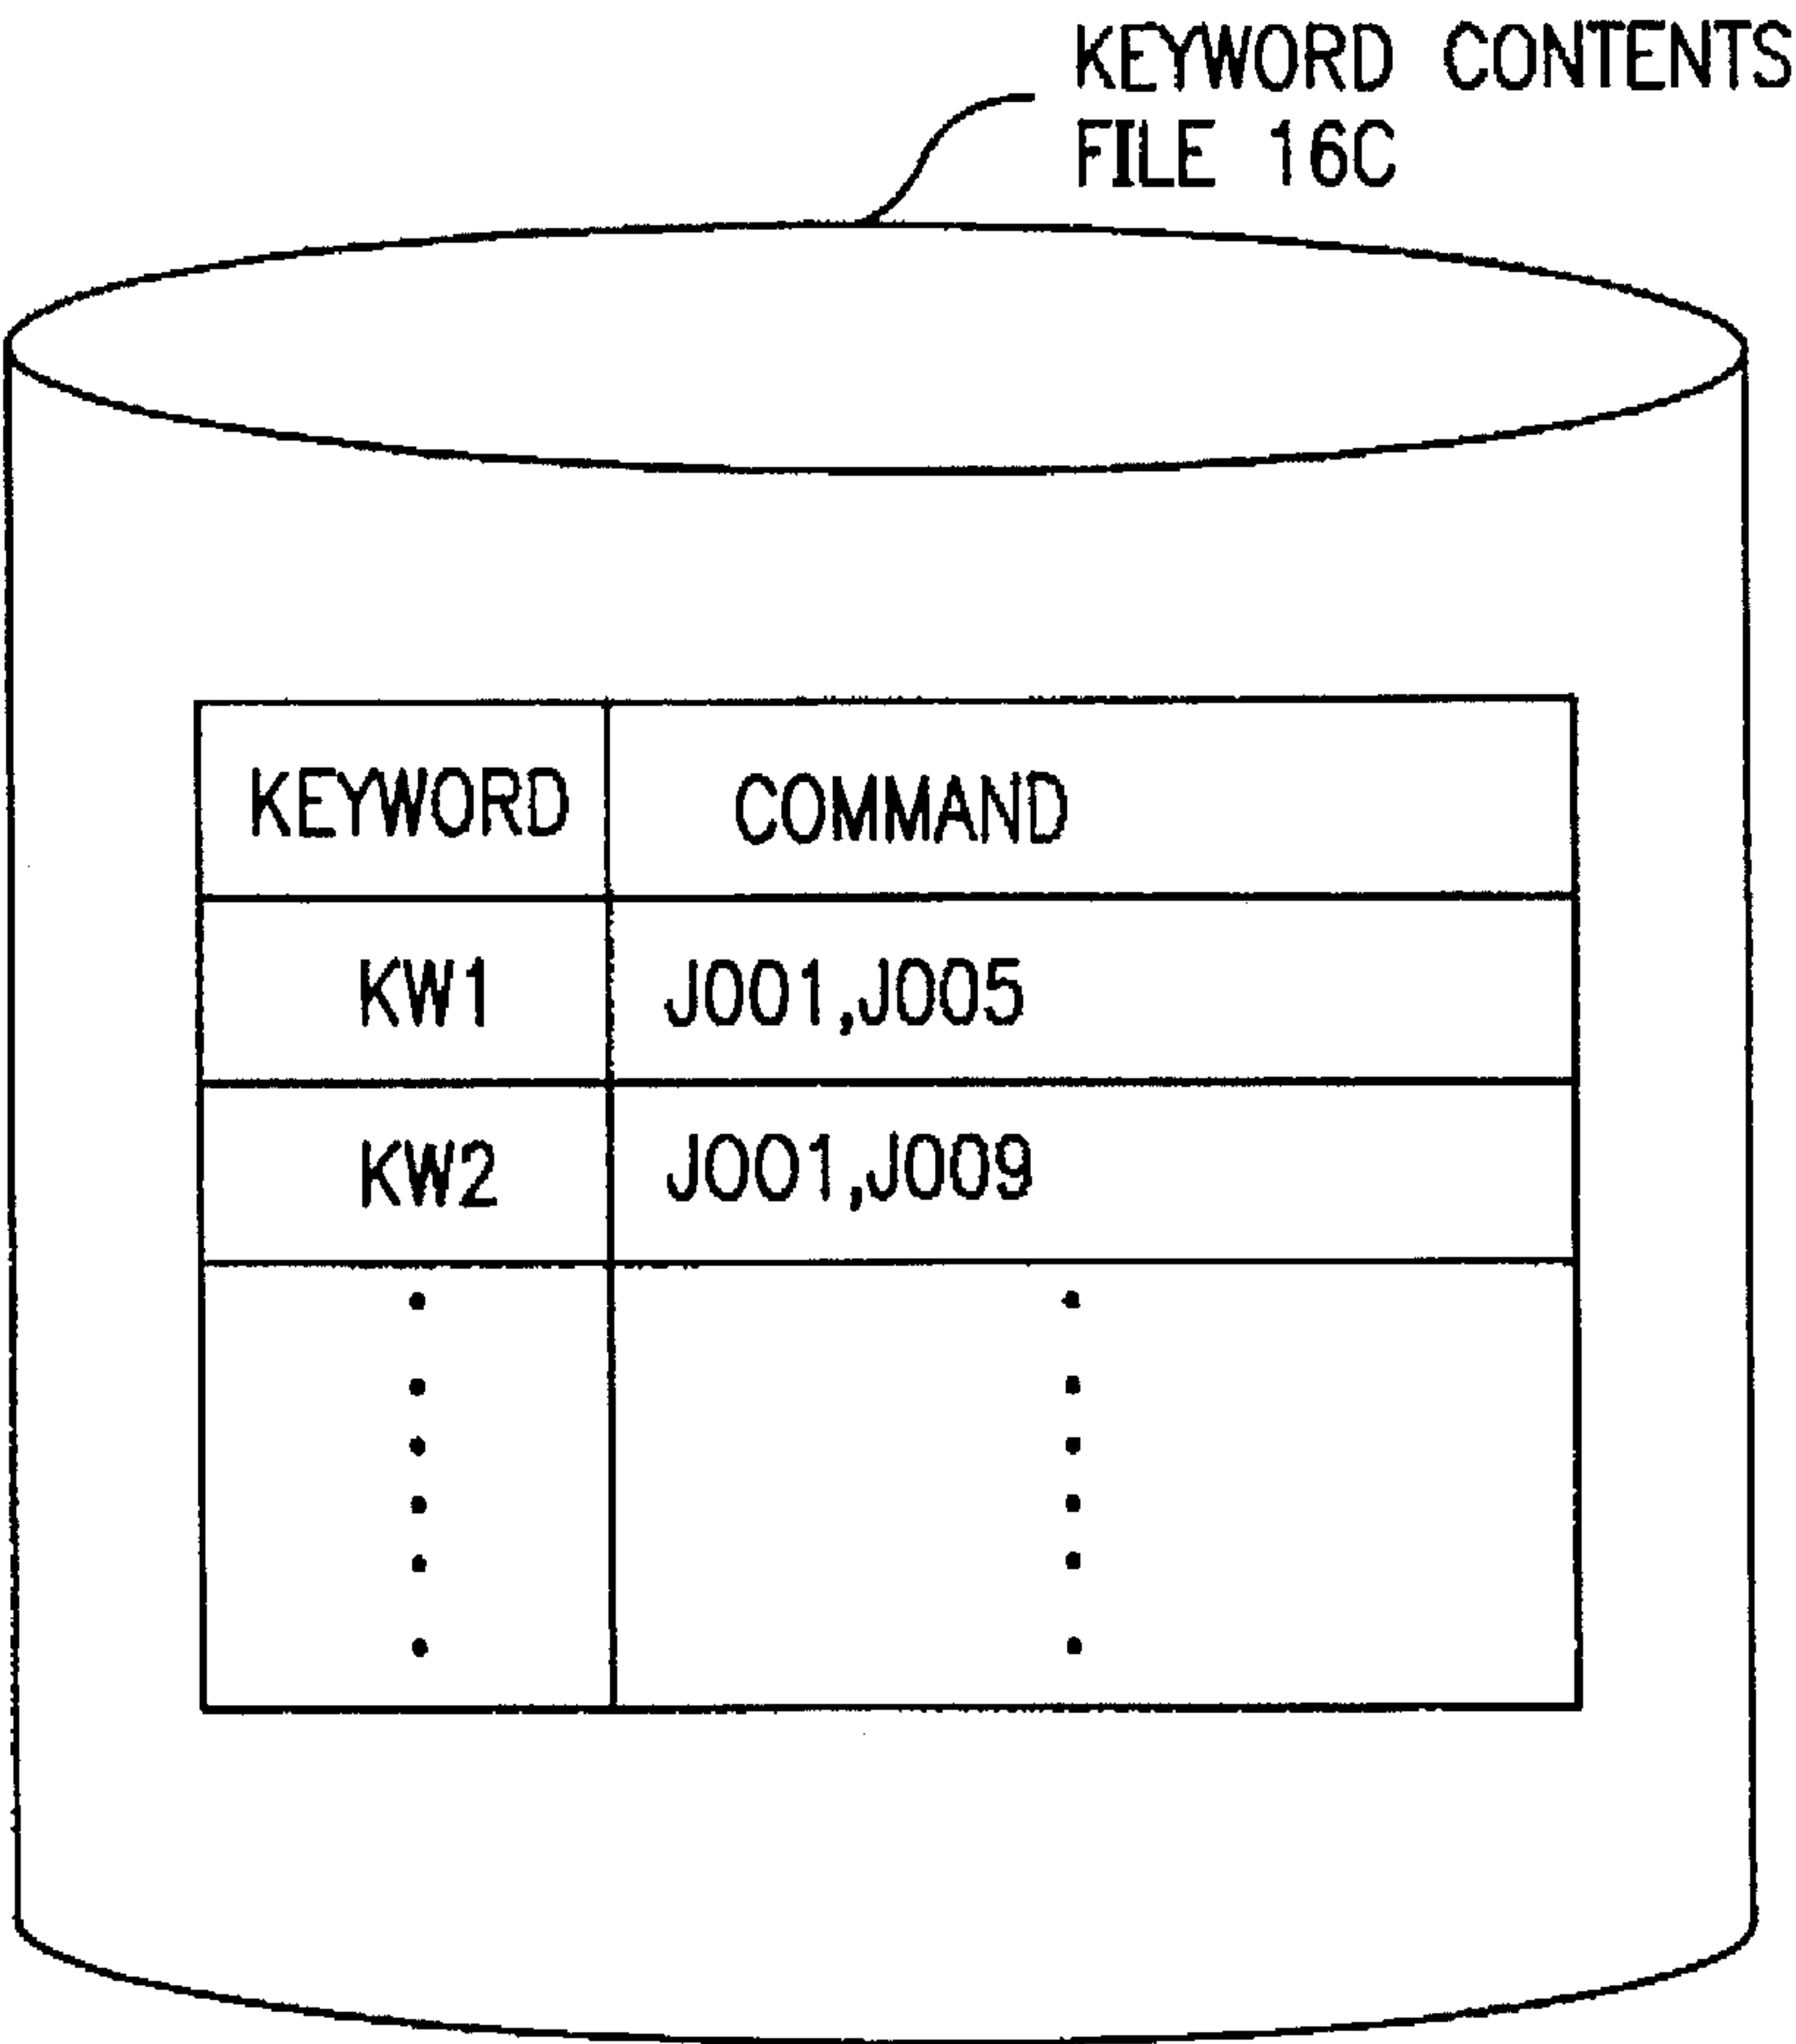 KEYWORD CONTENTS
FILE 16C
KEYWORD COMMAND
KW1 J001,J005
KW2 J001,J009